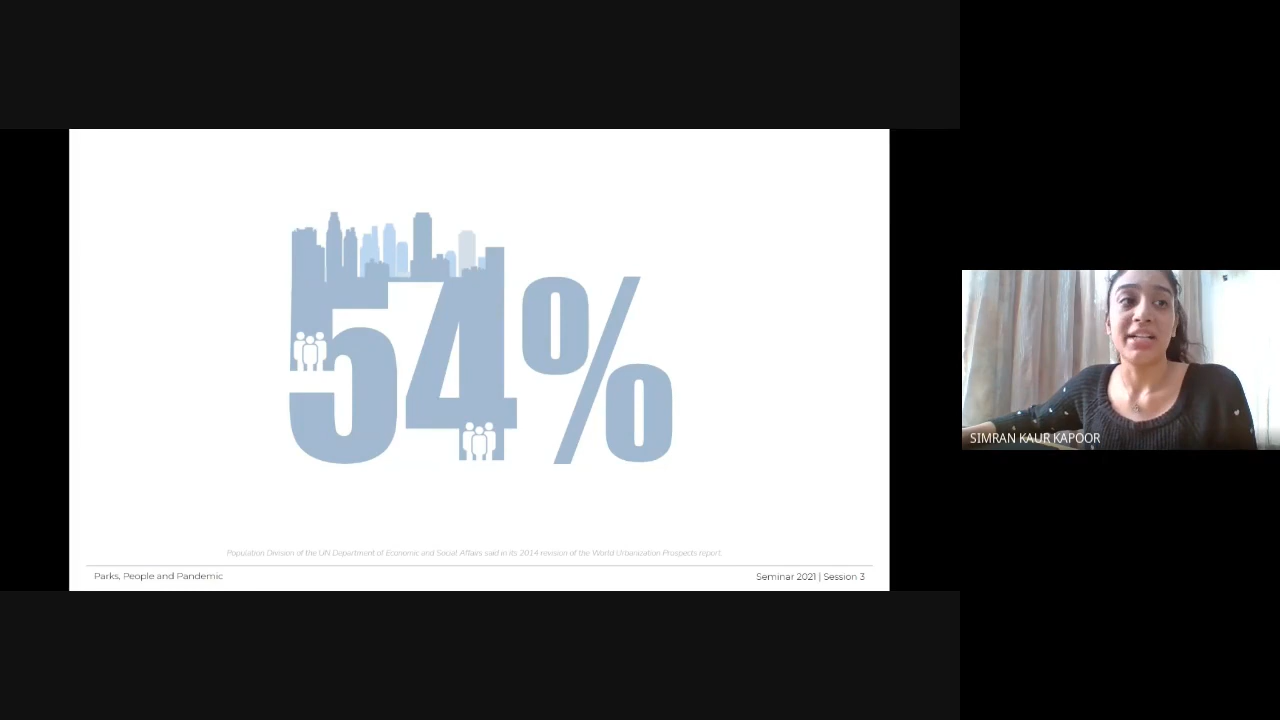 54%
Population Division of the UN Department of Economic and Social Affairs said in its 2014 revision of the World Urbanization Prospects report.
Parks, People and Pandemic
Seminar 2021 | Session 3
SIMRAN KAUR KAPOOR